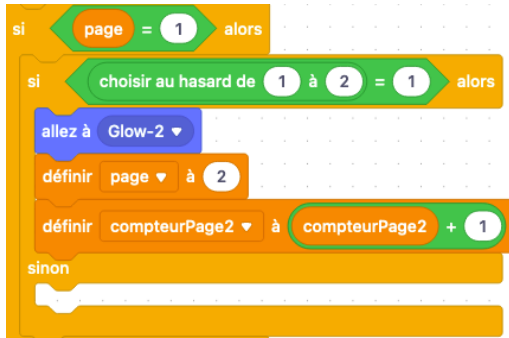 si page = 1 alors
si choisir au hasard de 1 à 2 = 1 alors
allez à Glow-2
définir page à 2
définir compteurPage2 à compteurPage2 + 1
sinon